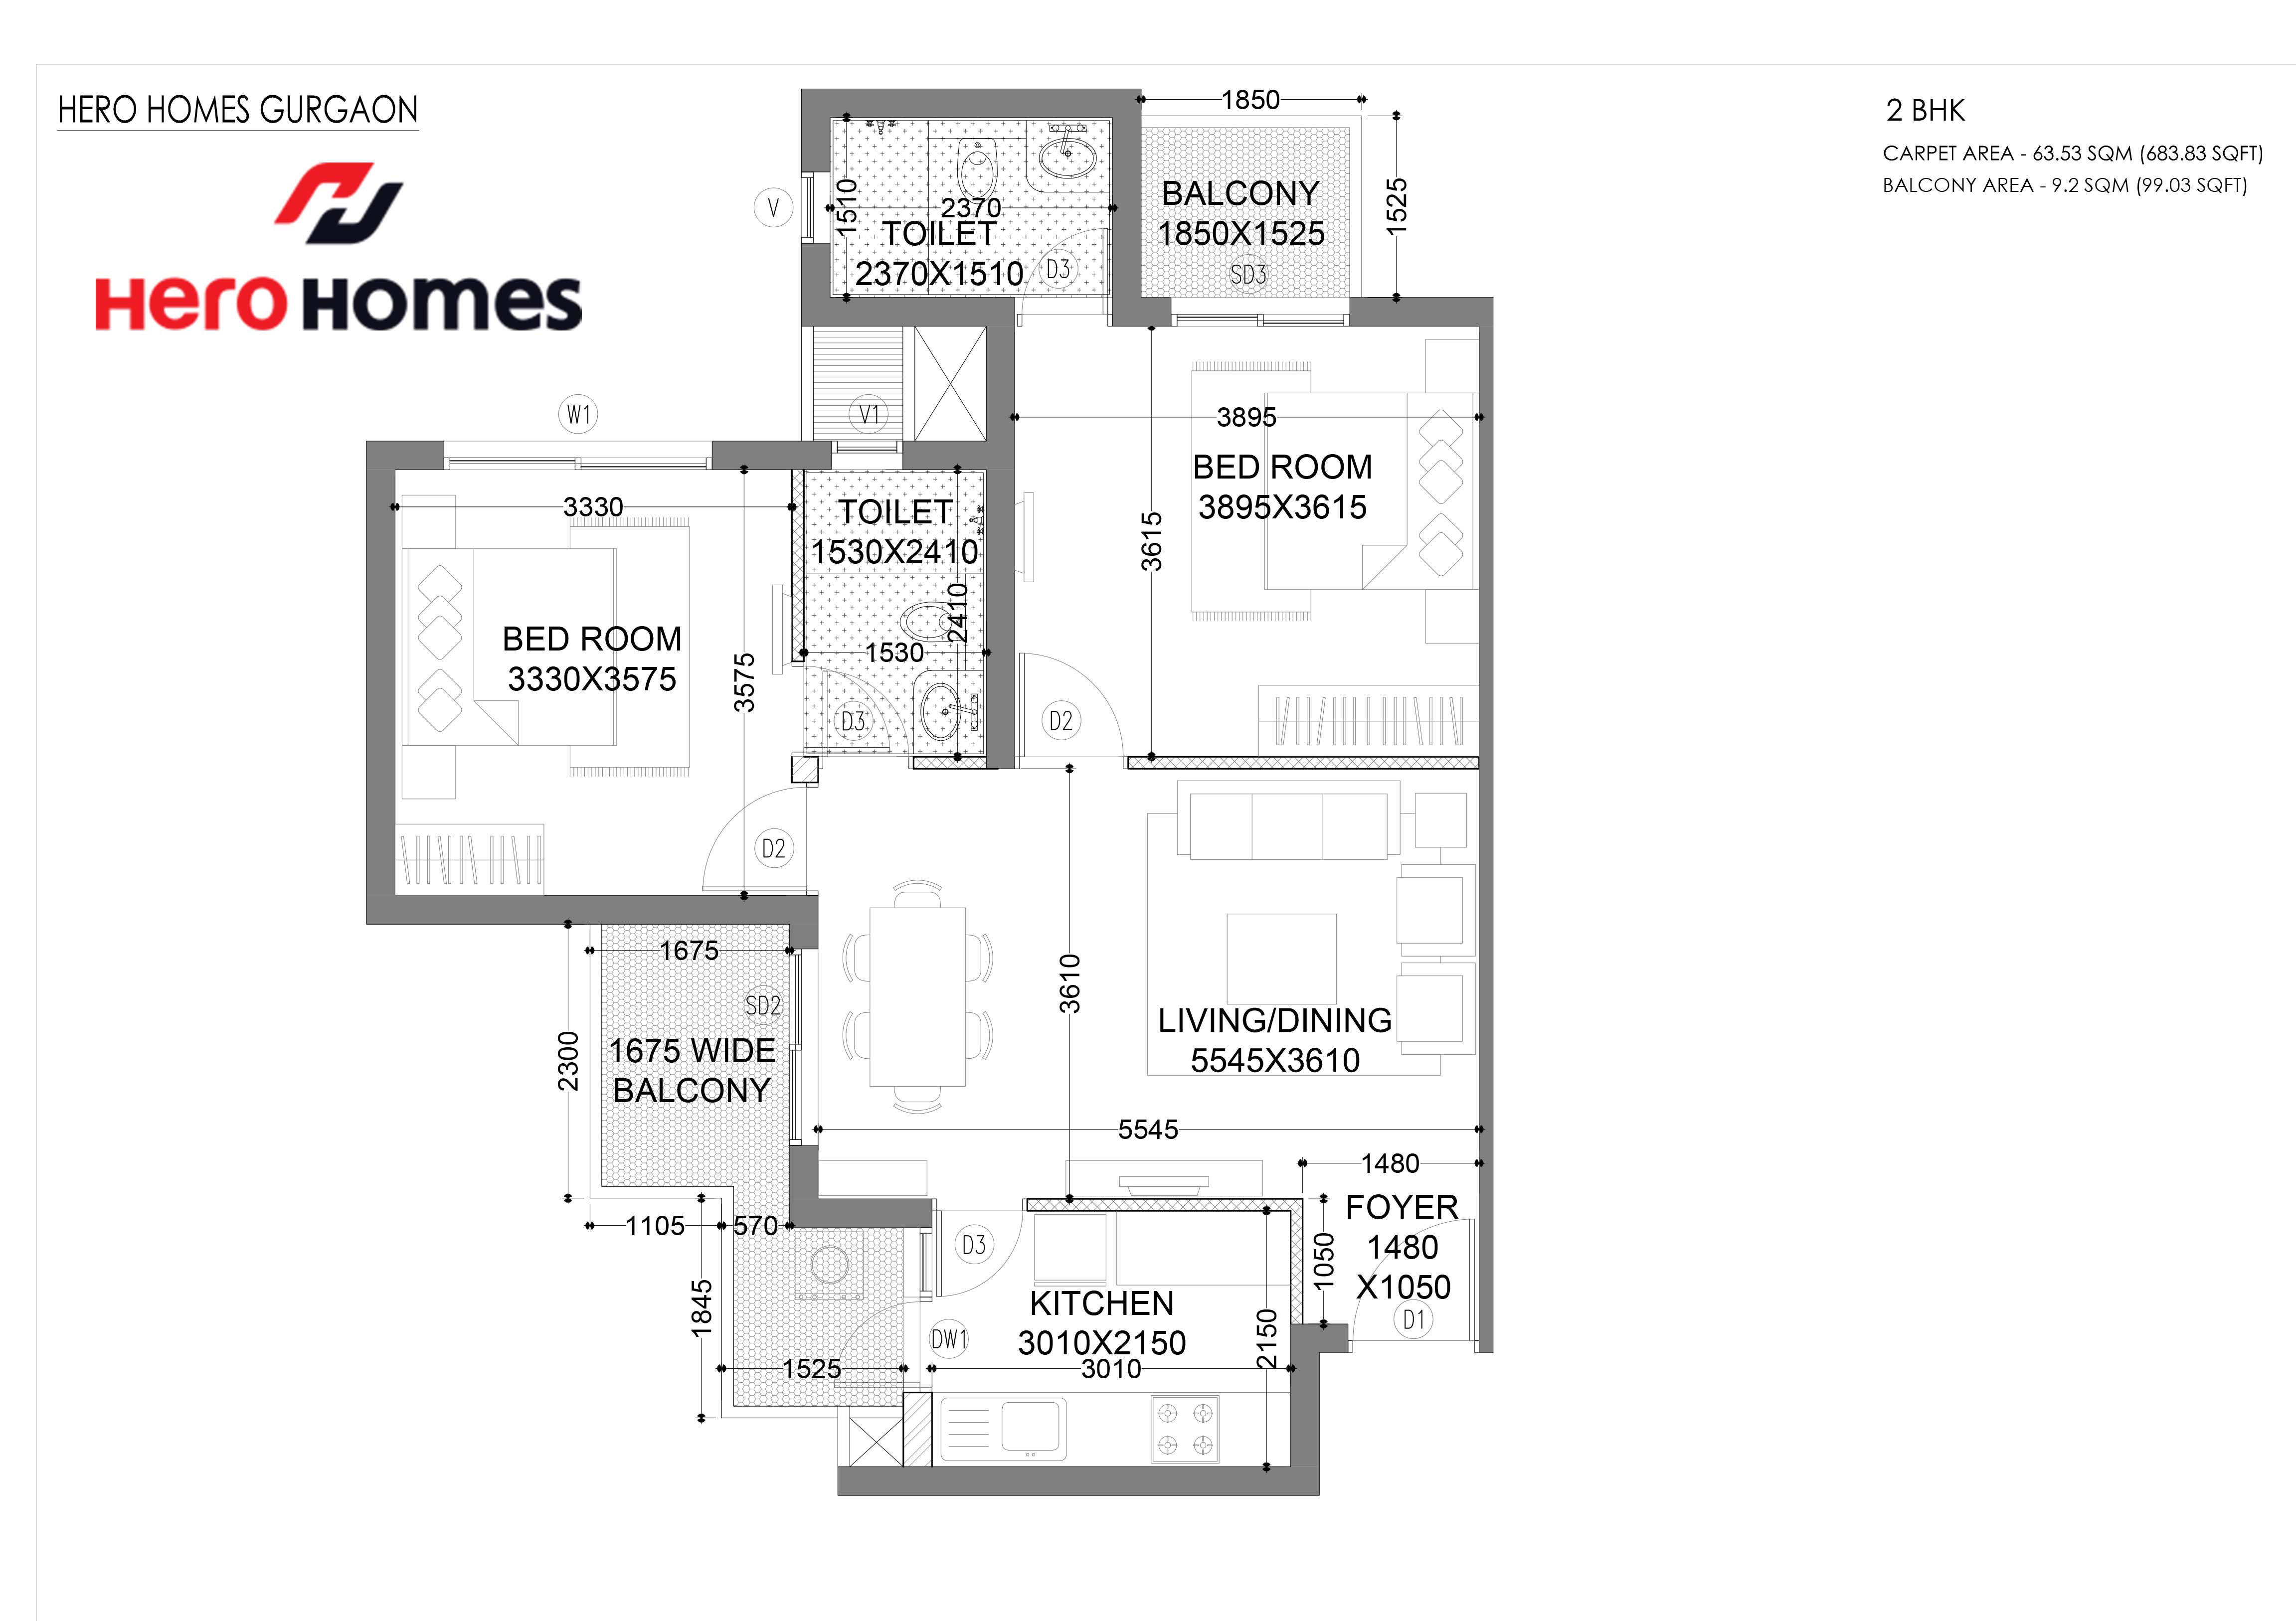 HERO HOMES GURGAON
Hero Homes
2 BHK
CARPET AREA - 63.53 SQM (683.83 SQFT)
BALCONY AREA - 9.2 SQM (99.03 SQFT)
1850
1525
BALCONY
1850X1525
SD3
V
1510
2370
TOILET
2370X1510
D3
W1
V1
3895
BED ROOM
3895X3615
3615
D2
3330
BED ROOM
3330X3575
3575
D2
TOILET
1530X2410
2410
1530
D3
1675
SD2
2300
1675 WIDE
BALCONY
3610
LIVING/DINING
5545X3610
5545
1480
FOYER
1480
X1050
1050
D1
1105
570
1845
1525
D3
DW1
KITCHEN
3010X2150
3010
2150